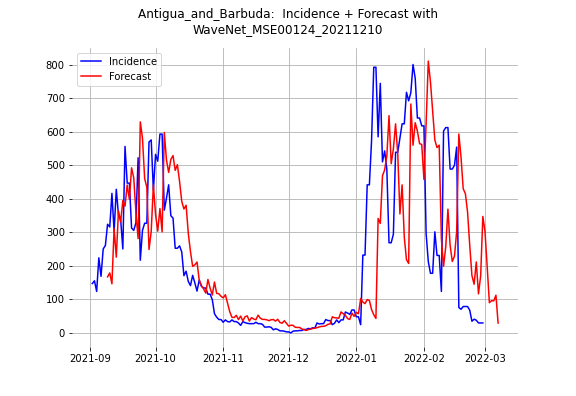 Antigua_and_Barbuda:  Incidence + Forecast with
WaveNet_MSE00124_20211210
Incidence
Forecast
800
700
600
500
400
300
200
100
0
2021-09 2021-10 2021-11 2021-12 2022-01 2022-02 2022-03